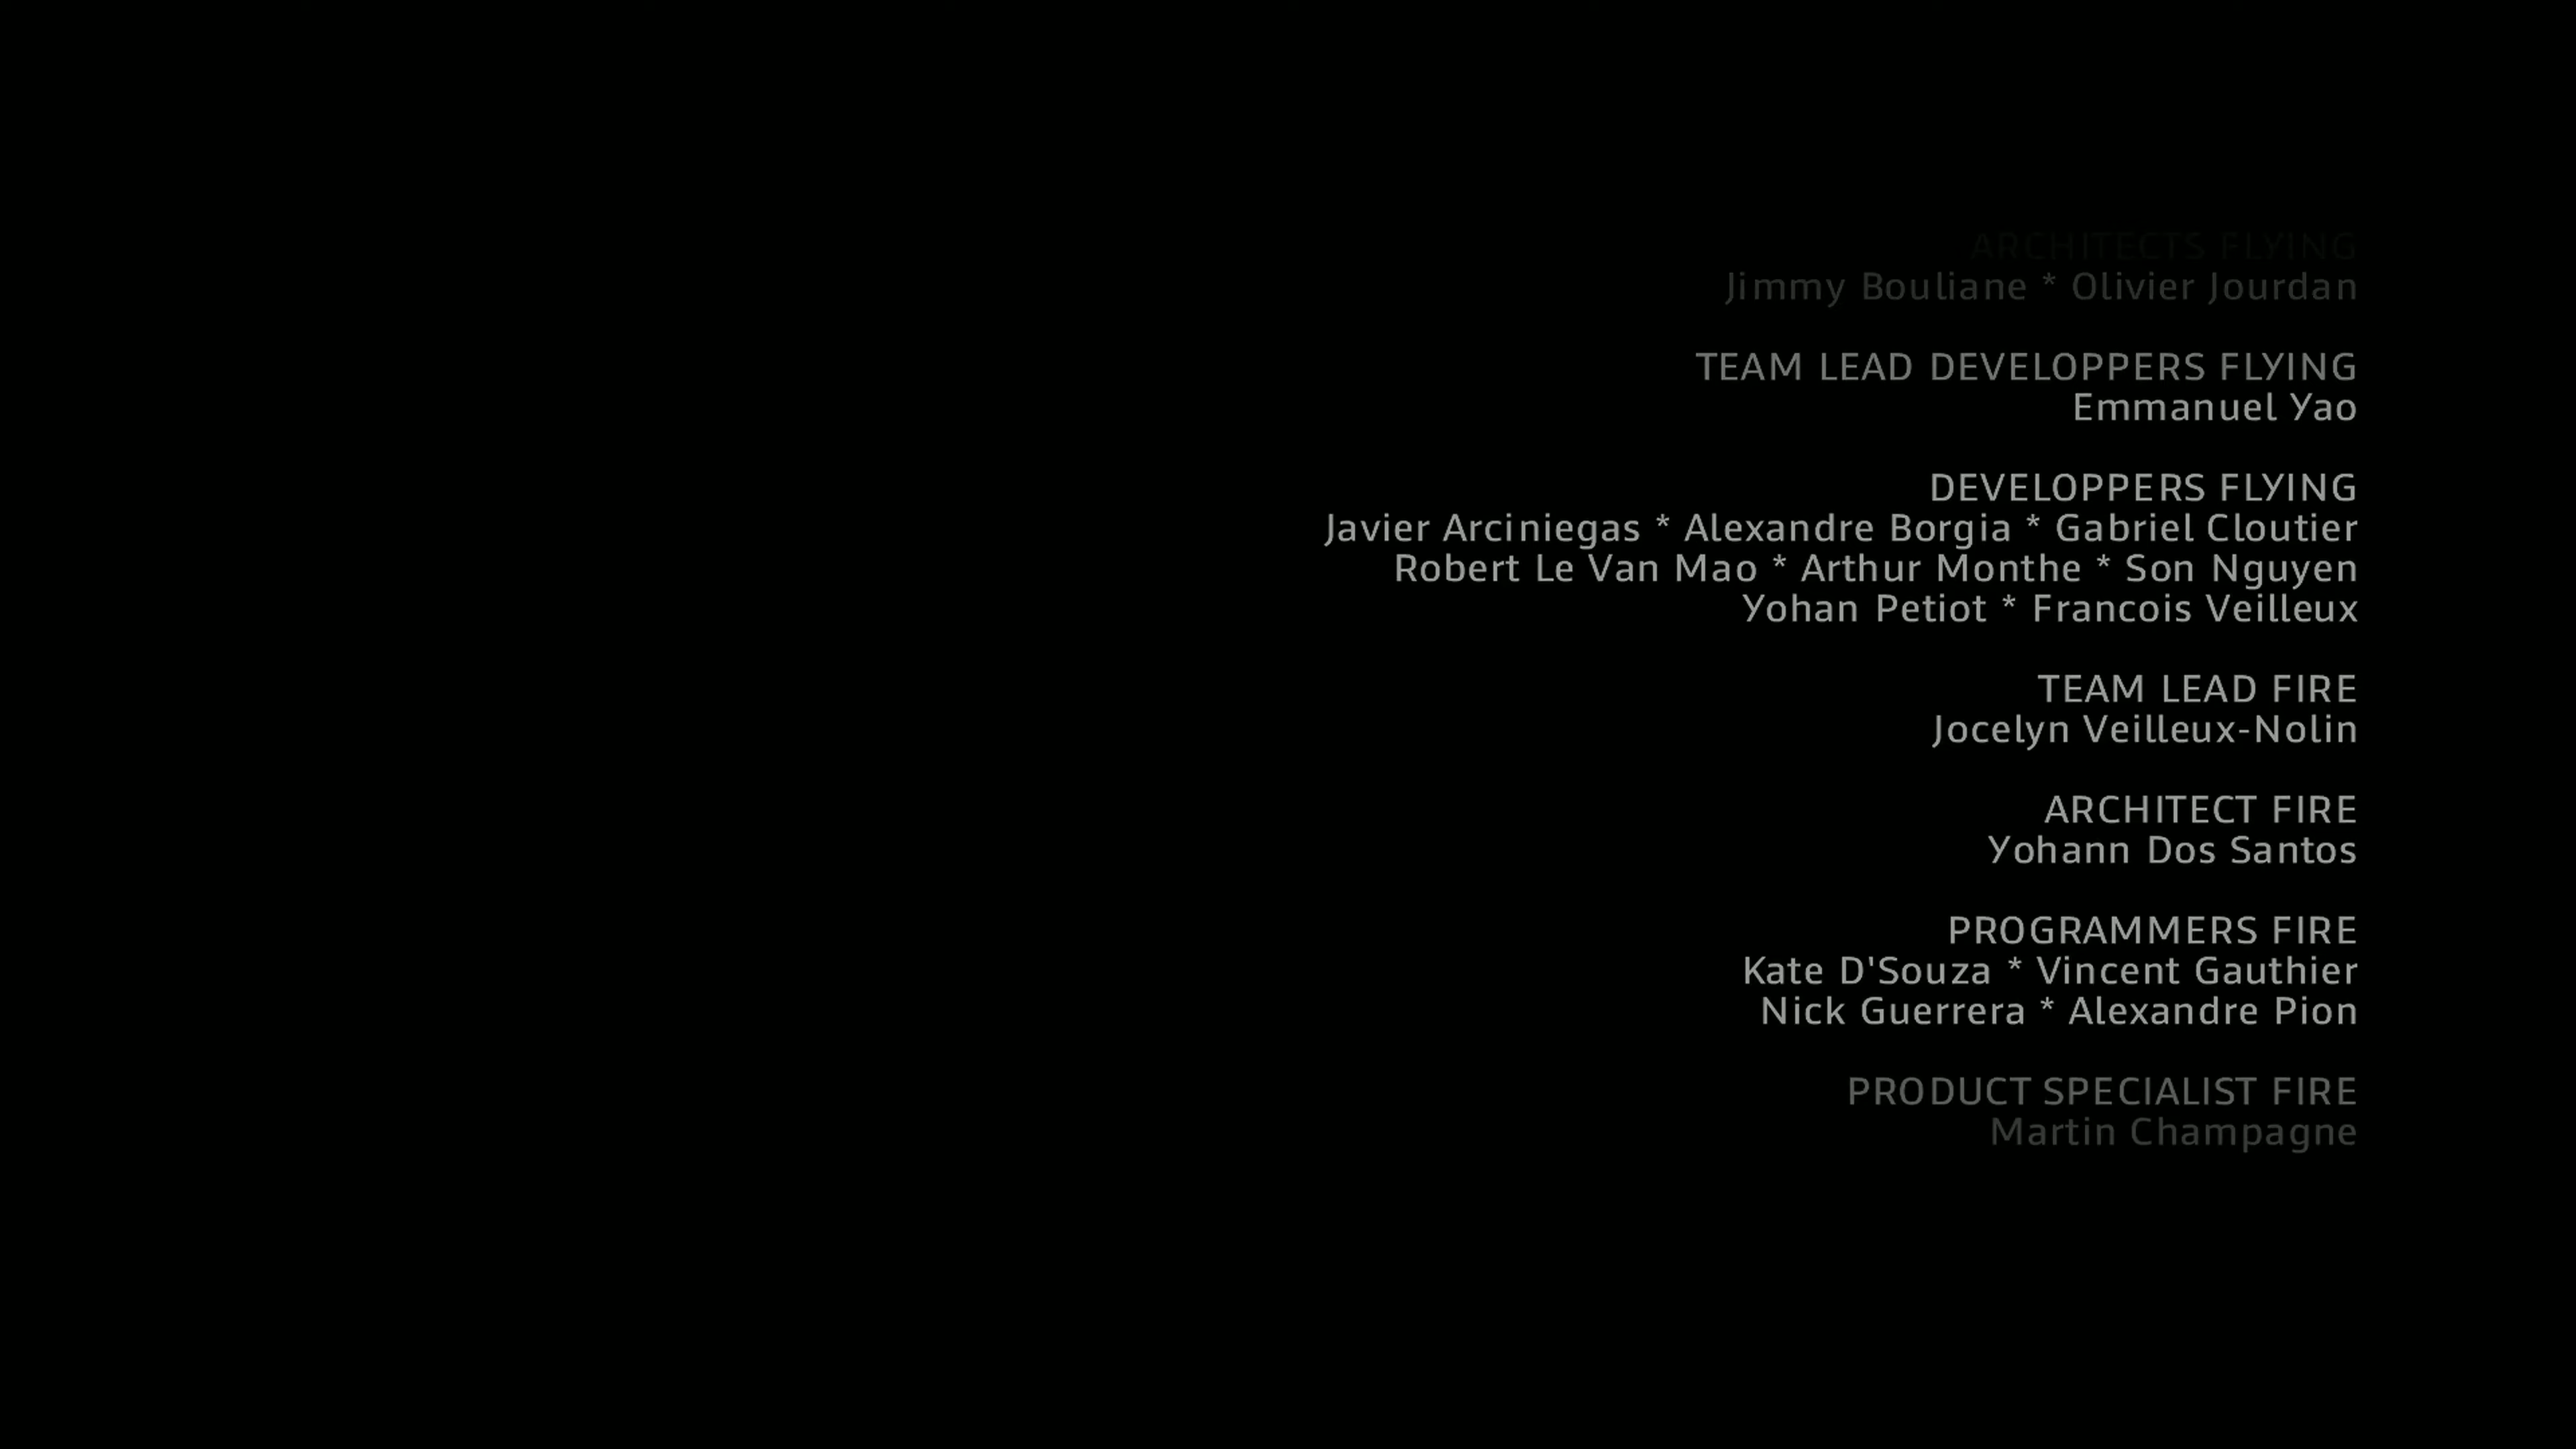 ARCHITECTS FLYING
Jimmy Bouliane * Olivier Jourdan
TEAM LEAD DEVELOPPERS FLYING
Emmanuel Yao
DEVELOPPERS FLYING
Javier Arciniegas * Alexandre Borgia * Gabriel Cloutier
Robert Le Van Mao * Arthur Monthe * Son Nguyen
Yohan Petiot * Francois Veilleux
TEAM LEAD FIRE
Jocelyn Veilleux-Nolin
ARCHITECT FIRE
Yohann Dos Santos
PROGRAMMERS FIRE
Kate D'Souza * Vincent Gauthier
Nick Guerrera * Alexandre Pion
PRODUCT SPECIALIST FIRE
Martin Champagne